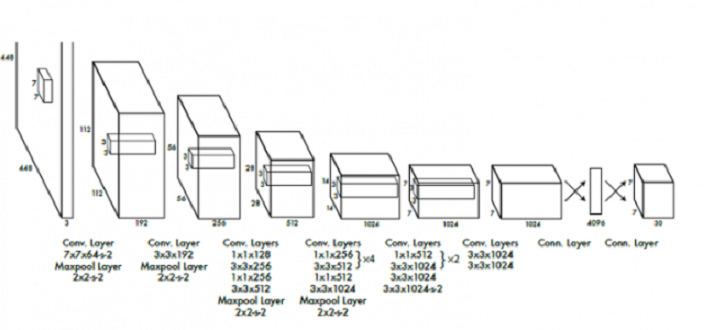 448
7
7
448
3
112
3
3
112
192
56
3
3
56
256
28
3
3
28
512
14
3
3
14
1024
7
3
3
7
1024
7
7
1024
4096
7
7
30
Conv. Layer
7x7x64-s-2
Maxpool Layer
2x2-s-2
Conv. Layer
3x3x192
Maxpool Layer
2x2-s-2
Conv. Layers
1x1x128
3x3x256
1x1x256
3x3x512
Maxpool Layer
2x2-s-2
Conv. Layers
1x1x256
3x3x512
}x4
1x1x512
3x3x1024
Maxpool Layer
2x2-s-2
Conv. Layers
1x1x512
3x3x1024
}x2
3x3x1024
3x3x1024-s-2
Conv. Layers
3x3x1024
3x3x1024
Conn. Layer
Conn. Layer